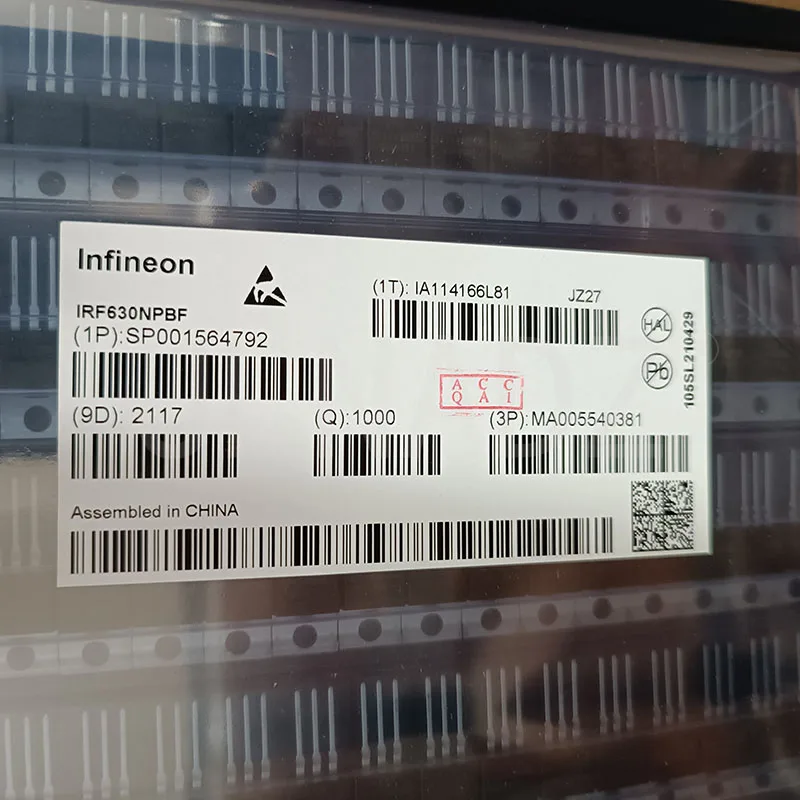 Infineon
IRF630NPBF
(1P):SP001564792
(1T): IA114166L81 JZ27
HAL
Pb
105SL210429
ACC
QAI
(9D): 2117
(Q):1000
(3P):MA005540381
Assembled in CHINA